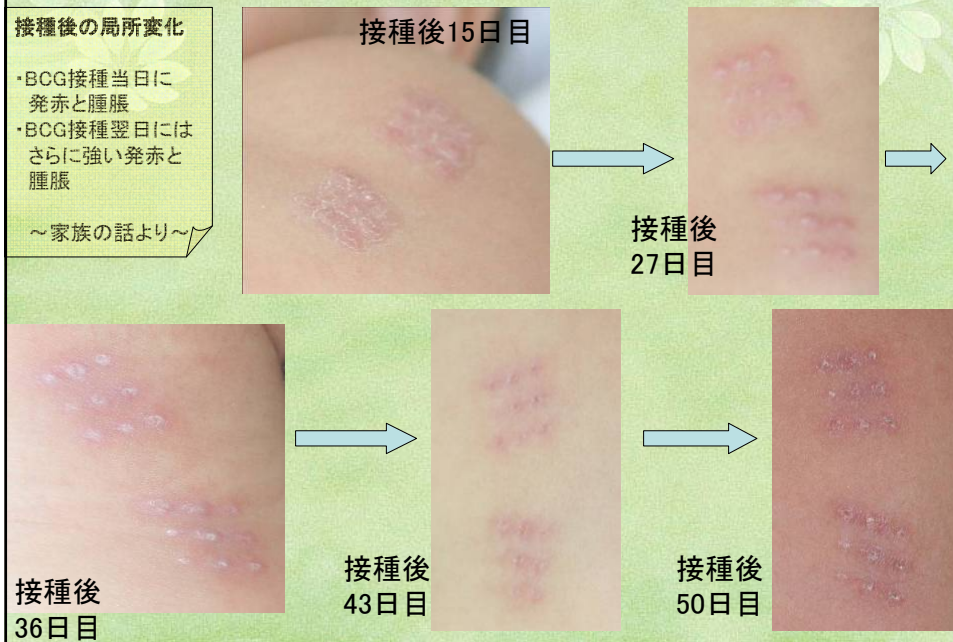 接種後の局所変化
・BCG接種当日に
発赤と腫脹
・BCG接種翌日には
さらに強い発赤と
腫脹
～家族の話より～
接種後15日目
接種後
27日目
接種後
36日目
接種後
43日目
接種後
50日目